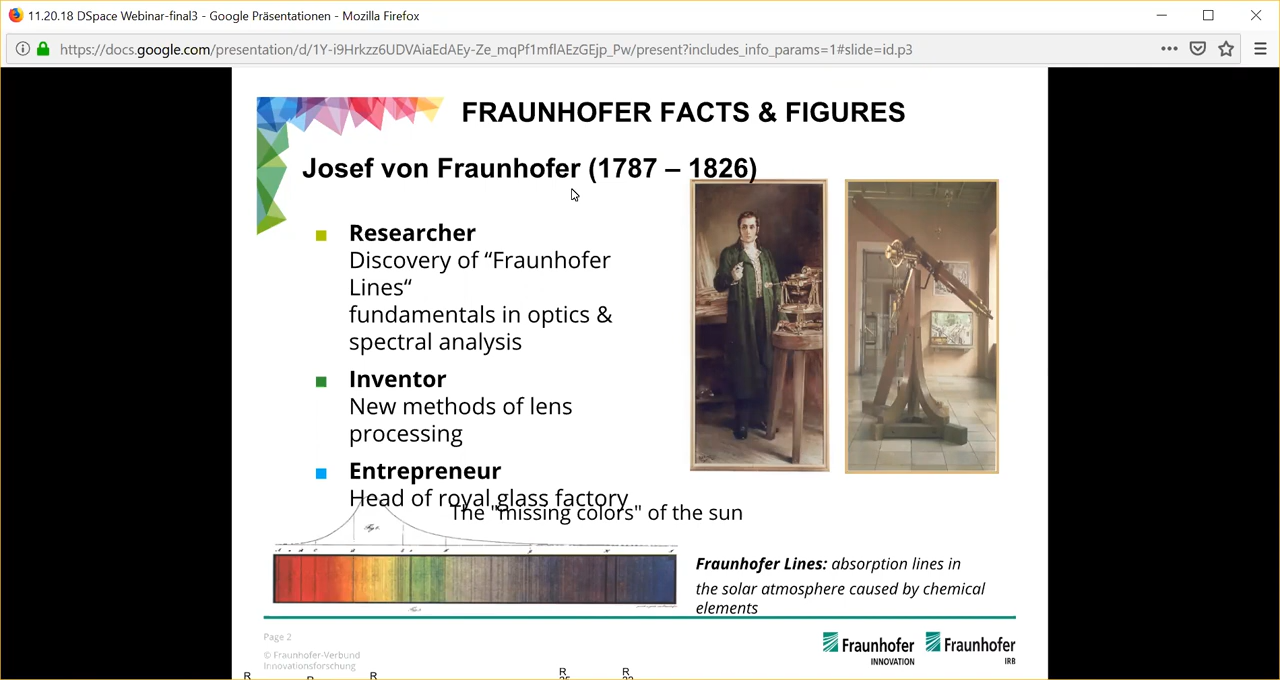 11.20.18 DSpace Webinar-final3 - Google Präsentationen - Mozilla Firefox
https://docs.google.com/presentation/d/1Y-i9Hrkzz6UDVAiaEdAEy-Ze_mqPf1mflAEzGEjp_Pw/present?includes_info_params=1#slide=id.p3
FRAUNHOFER FACTS & FIGURES
Josef von Fraunhofer (1787 – 1826)
Researcher
Discovery of “Fraunhofer
Lines“
fundamentals in optics &
spectral analysis
Inventor
New methods of lens
processing
Entrepreneur
Head of royal glass factory
The "missing colors" of the sun
Fraunhofer Lines: absorption lines in
the solar atmosphere caused by chemical
elements
Page 2
© Fraunhofer-Verbund
Innovationsforschung
Fraunhofer
INNOVATION
Fraunhofer
IRB